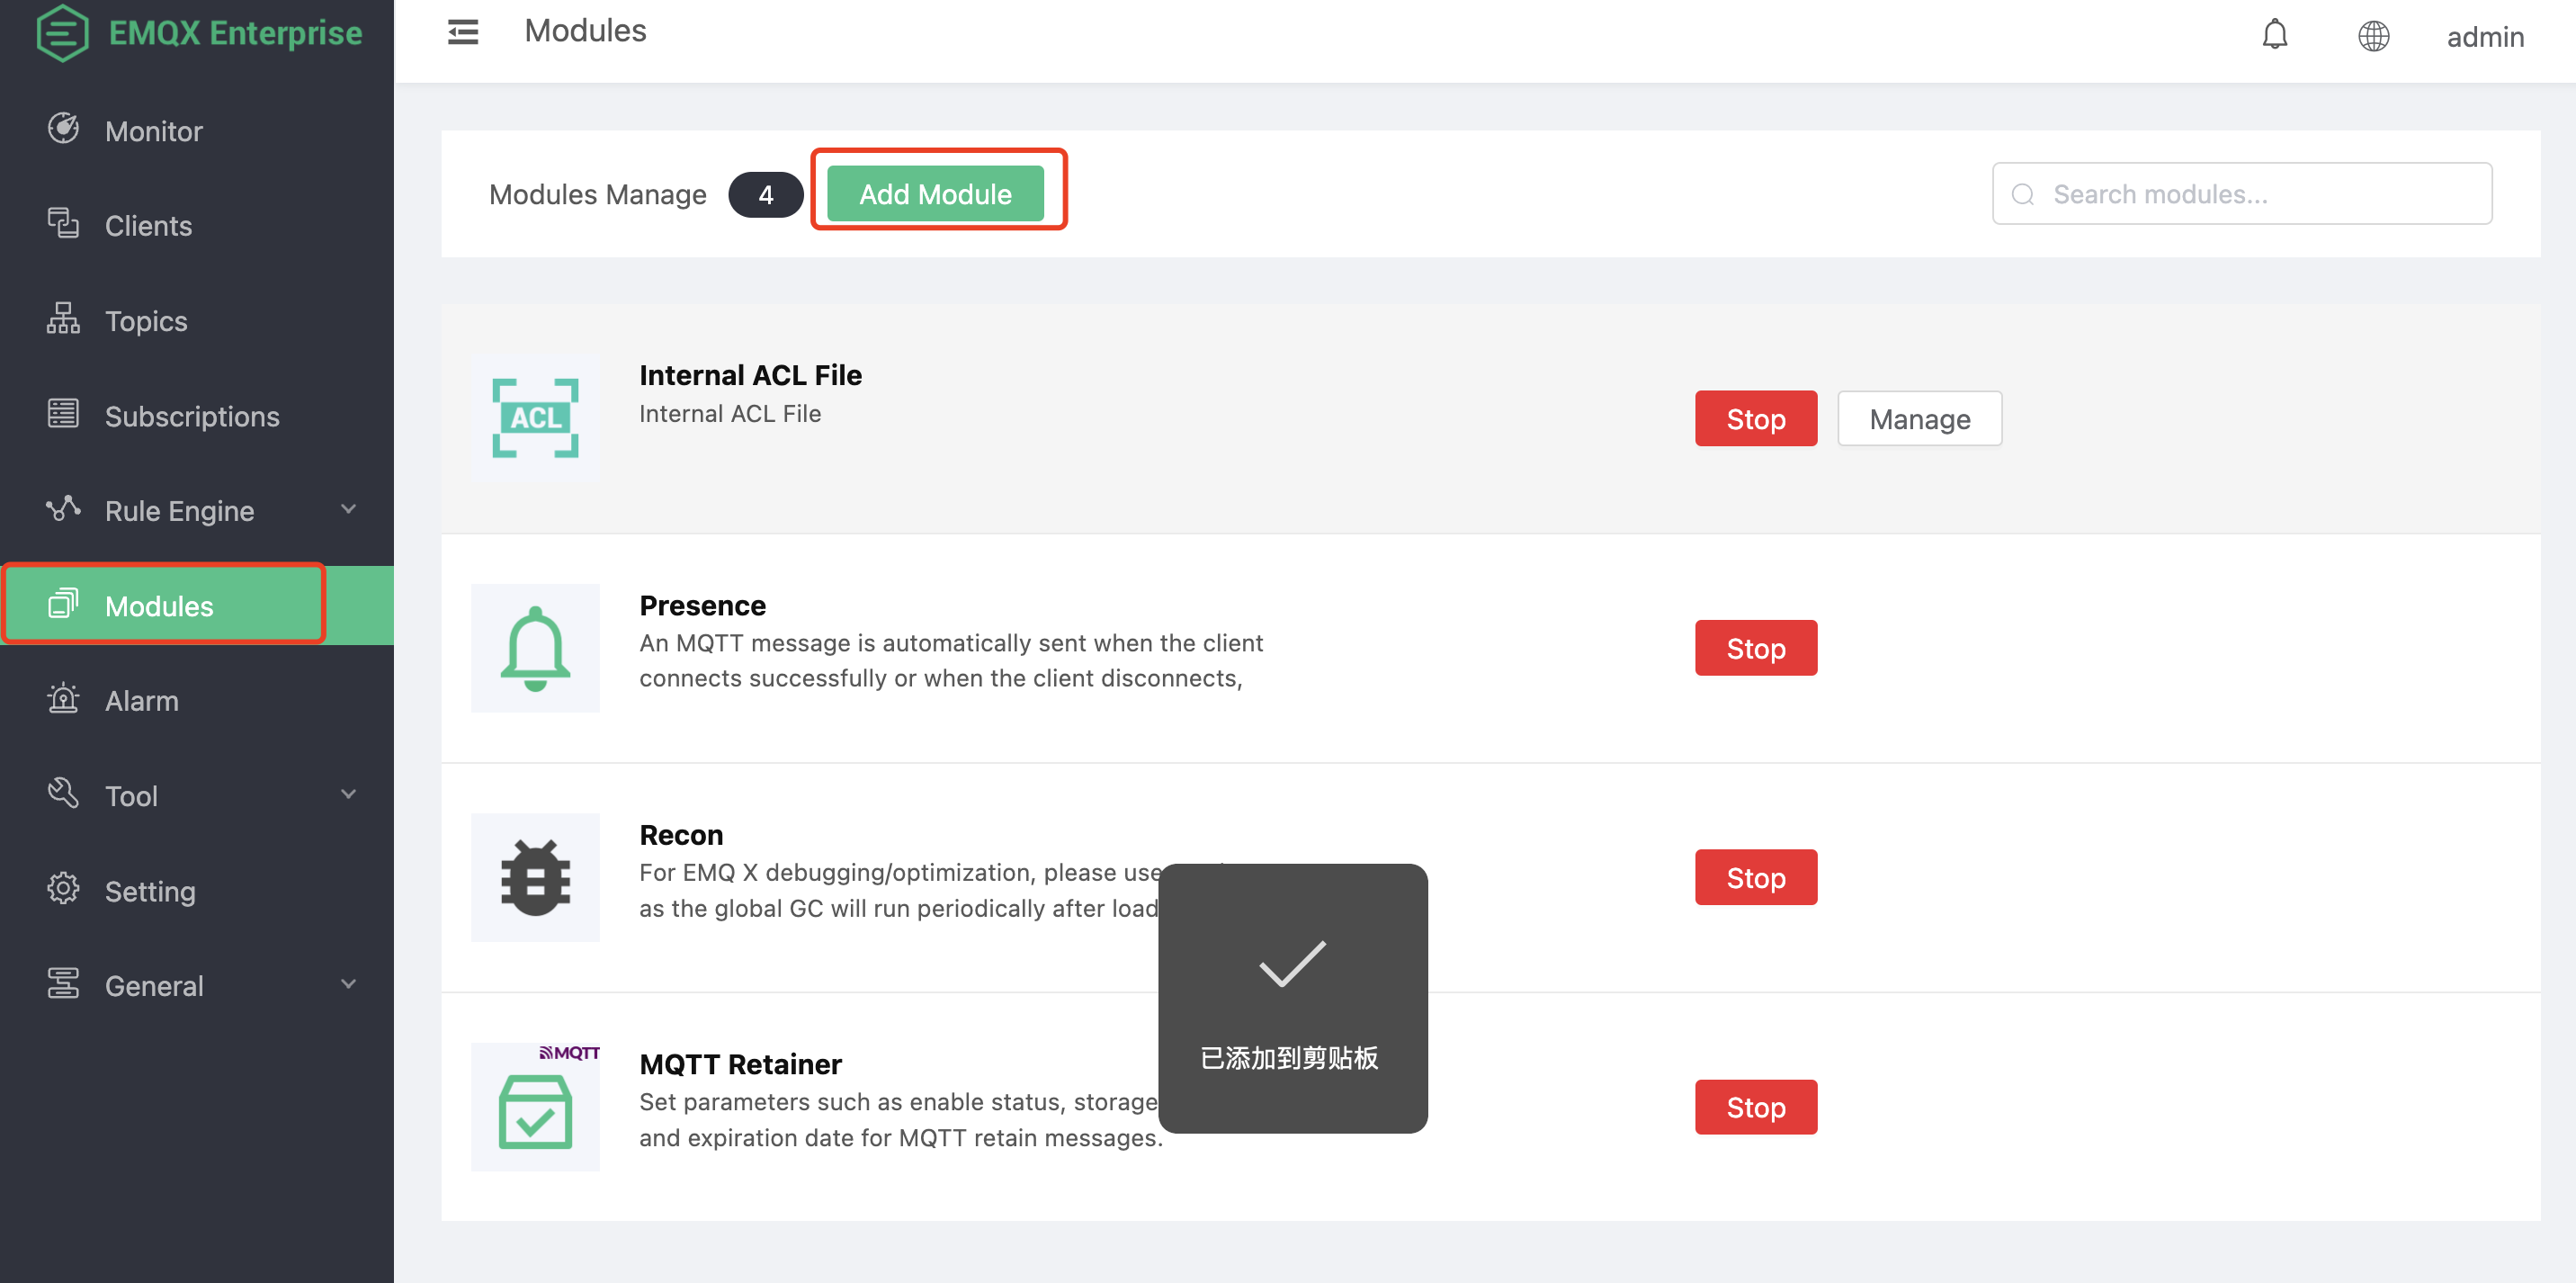 EMQX Enterprise
Modules
admin
Monitor
Clients
Topics
Subscriptions
Rule Engine
Modules
Alarm
Tool
Setting
General
Modules Manage 4 Add Module
Search modules...
ACL
Internal ACL File
Internal ACL File
Stop Manage
Presence
An MQTT message is automatically sent when the client
connects successfully or when the client disconnects,
Stop
Recon
For EMQ X debugging/optimization, please use
as the global GC will run periodically after load
Stop
MQTT
MQTT Retainer
Set parameters such as enable status, storage
and expiration date for MQTT retain messages.
Stop
已添加到剪贴板